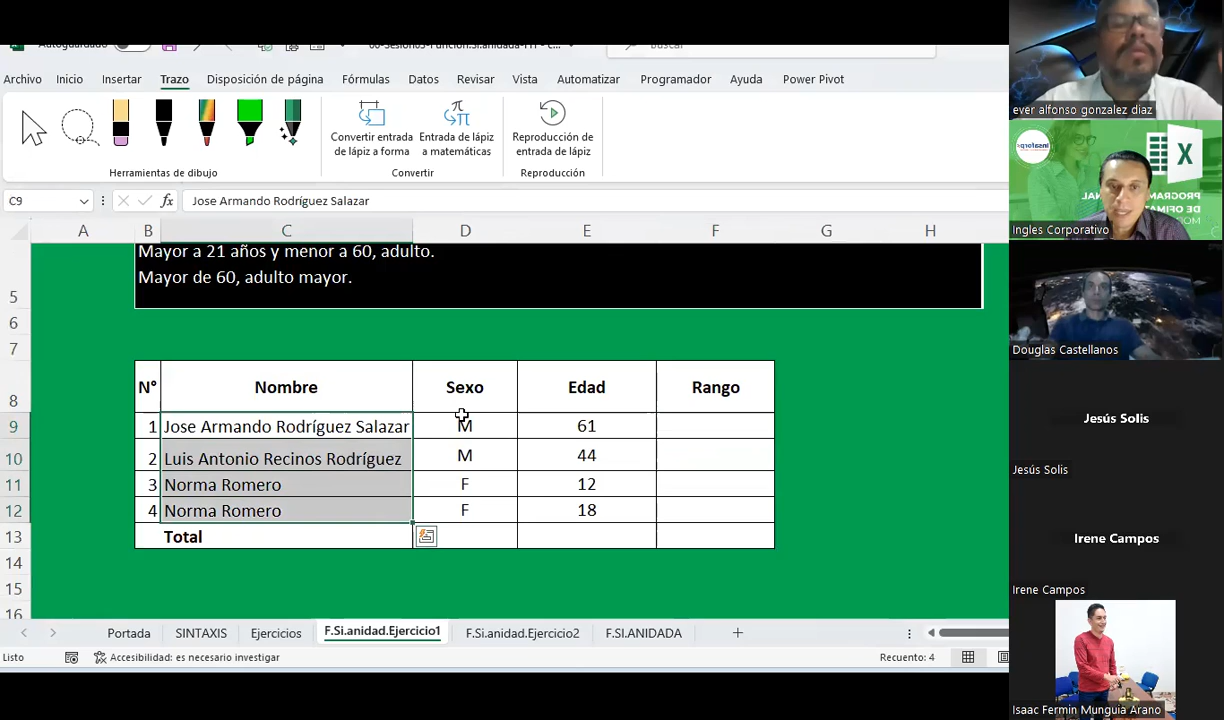 Autoguardado
Buscar
Archivo Inicio Insertar Trazo Disposición de página Fórmulas Datos Revisar Vista Automatizar Programador Ayuda Power Pivot
Convertir entrada de lápiz a forma
Entrada de lápiz a matemáticas
Reproducción de entrada de lápiz
Herramientas de dibujo Convertir Reproducción
C9 fx Jose Armando Rodríguez Salazar
A B C D E F G H
Mayor a 21 años y menor a 60, adulto.
Mayor de 60, adulto mayor.
5
6
7
8 N° Nombre Sexo Edad Rango
9 1 Jose Armando Rodríguez Salazar M 61
10 2 Luis Antonio Recinos Rodríguez M 44
11 3 Norma Romero F 12
12 4 Norma Romero F 18
13 Total
14
15
16
Portada SINTAXIS Ejercicios F.Si.anidad.Ejercicio1 F.Si.anidad.Ejercicio2 F.SI.ANIDADA
Listo Accesibilidad: es necesario investigar Recuento: 4
ever alfonso gonzalez diaz
Insaforp
X
Ingles Corporativo
Douglas Castellanos
Jesús Solis
Jesús Solis
Irene Campos
Irene Campos
Isaac Fermin Munguia Arano